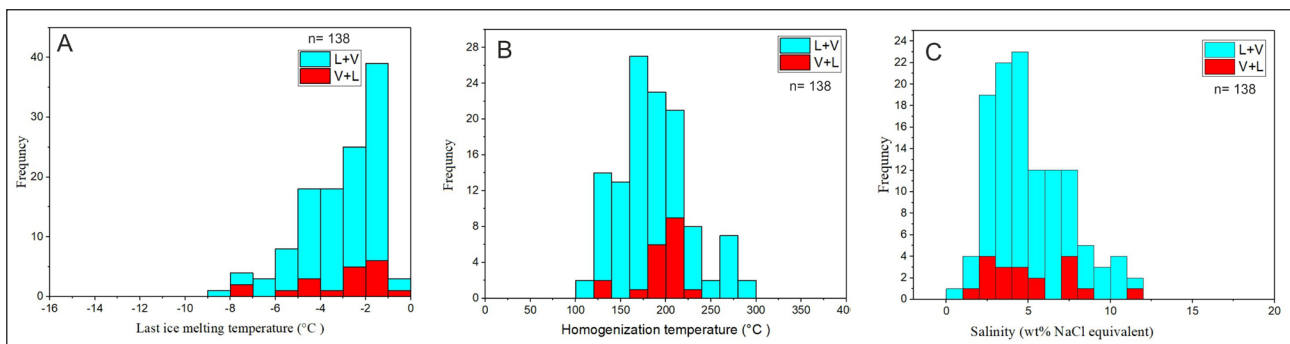 A
n= 138
L+V
V+L
40
30
20
10
0
Frequncy
-16
-14
-12
-10
-8
-6
-4
-2
0
Last ice melting temperature (°C )
B
L+V
V+L
n= 138
28
24
20
16
12
8
4
0
Frequncy
0
50
100
150
200
250
300
350
40
Homogenization temperature (°C )
C
L+V
V+L
n= 138
24
22
20
18
16
14
12
10
8
6
4
2
0
Frequncy
0
5
10
15
20
Salinity (wt% NaCl equivalent)